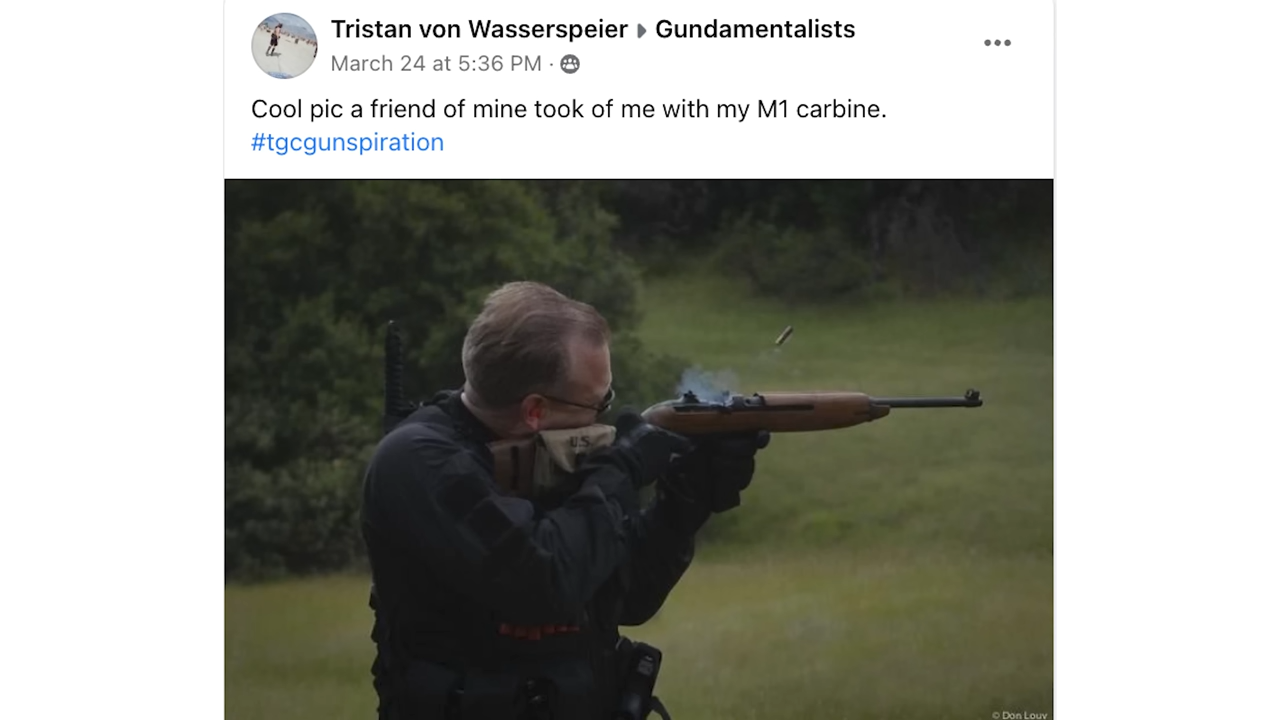 Tristan von Wasserspeier ▸ Gundamentalists
March 24 at 5:36 PM ·
Cool pic a friend of mine took of me with my M1 carbine.
#tgcgunspiration
U.S.
© Don Louv